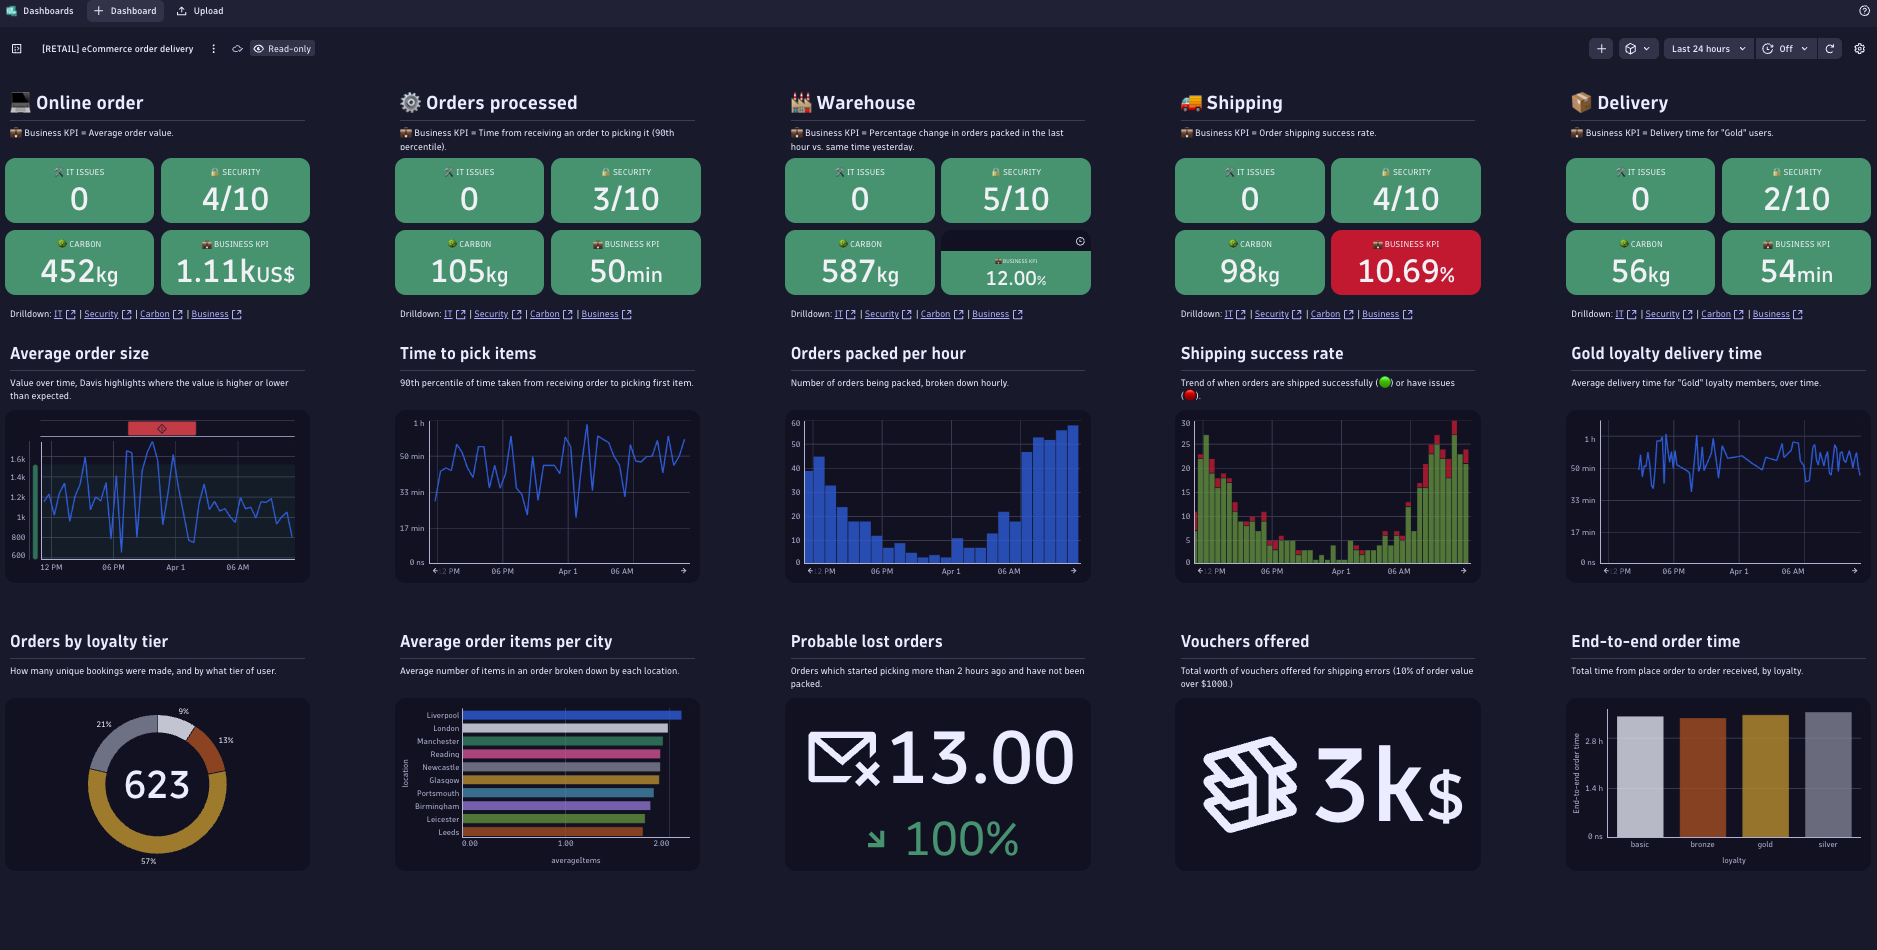 Dashboards
Dashboard
Upload
[RETAIL] eCommerce order delivery
Read-only
Last 24 hours
Off
Online order
Business KPI = Average order value.
IT ISSUES
0
SECURITY
4/10
CARBON
452kg
BUSINESS KPI
1.11kUS$
Drilldown: IT | Security | Carbon | Business
Orders processed
Business KPI = Time from receiving an order to picking it (90th
percentile).
IT ISSUES
0
SECURITY
3/10
CARBON
105kg
BUSINESS KPI
50min
Drilldown: IT | Security | Carbon | Business
Warehouse
Business KPI = Percentage change in orders packed in the last
hour vs. same time yesterday.
IT ISSUES
0
SECURITY
5/10
CARBON
587kg
BUSINESS KPI
12.00%
Drilldown: IT | Security | Carbon | Business
Shipping
Business KPI = Order shipping success rate.
IT ISSUES
0
SECURITY
4/10
CARBON
98kg
BUSINESS KPI
10.69%
Drilldown: IT | Security | Carbon | Business
Delivery
Business KPI = Delivery time for "Gold" users.
IT ISSUES
0
SECURITY
2/10
CARBON
56kg
BUSINESS KPI
54min
Drilldown: IT | Security | Carbon | Business
Average order size
Value over time, Davis highlights where the value is higher or lower
than expected.
1.6k
1.4k
1.2k
1k
800
600
12 PM 06 PM Apr 1 06 AM
Time to pick items
90th percentile of time taken from receiving order to picking first item.
1 h
50 min
33 min
17 min
0 ns
12 PM 06 PM Apr 1 06 AM
Orders packed per hour
Number of orders being packed, broken down hourly.
60
50
40
30
20
10
0
12 PM 06 PM Apr 1 06 AM
Shipping success rate
Trend of when orders are shipped successfully () or have issues
().
30
25
20
15
10
5
0
12 PM 06 PM Apr 1 06 AM
Gold loyalty delivery time
Average delivery time for "Gold" loyalty members, over time.
1 h
50 min
33 min
17 min
0 ns
12 PM 06 PM Apr 1 06 AM
Orders by loyalty tier
How many unique bookings were made, and by what tier of user.
9%
21%
13%
623
57%
Average order items per city
Average number of items in an order broken down by each location.
location
Liverpool
London
Manchester
Reading
Newcastle
Glasgow
Portsmouth
Birmingham
Leicester
Leeds
0.00 1.00 2.00
averageItems
Probable lost orders
Orders which started picking more than 2 hours ago and have not been
packed.
13.00
100%
Vouchers offered
Total worth of vouchers offered for shipping errors (10% of order value
over $1000.)
3k$
End-to-end order time
Total time from place order to order received, by loyalty.
End-to-end order time
2.8 h
1.4 h
0 ns
basic bronze gold silver
loyalty